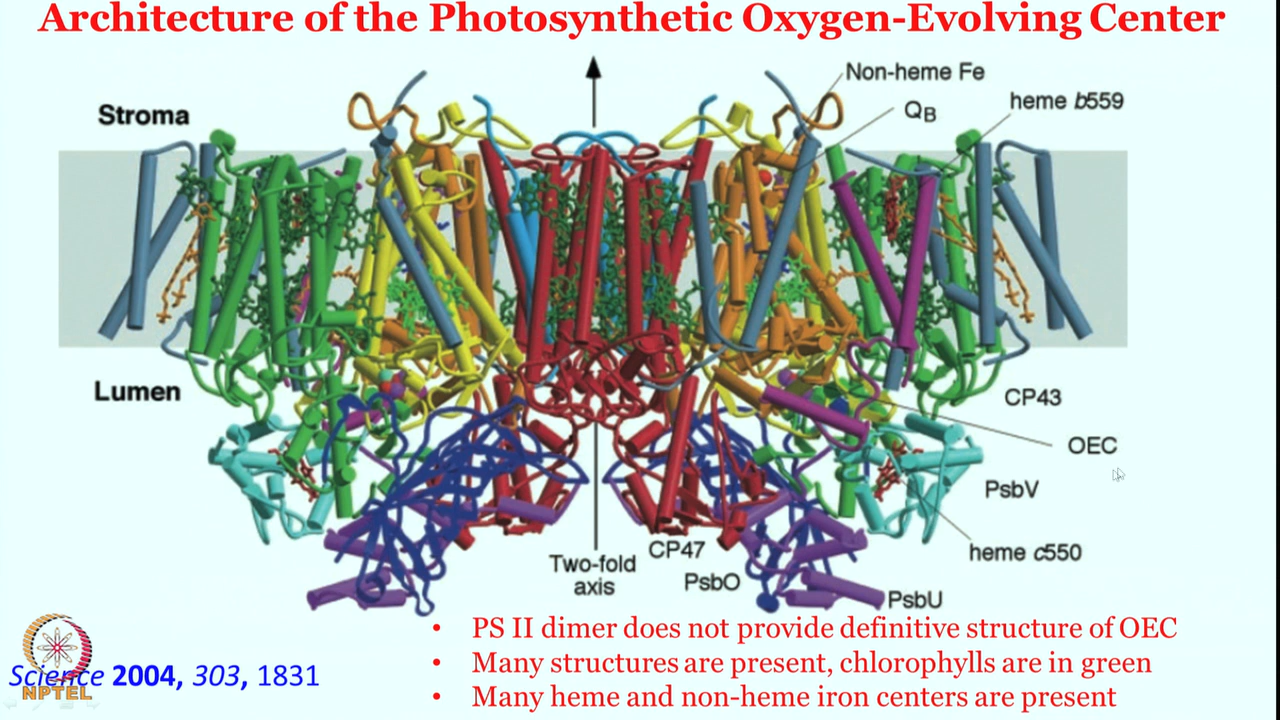 Architecture of the Photosynthetic Oxygen-Evolving Center
Non-heme Fe
Stroma
heme b559
QB
Lumen
CP43
OEC
PsbV
heme c550
Two-fold
axis
CP47
PsbO
PsbU
• PS II dimer does not provide definitive structure of OEC
• Many structures are present, chlorophylls are in green
• Many heme and non-heme iron centers are present
Science 2004, 303, 1831
NPTEL